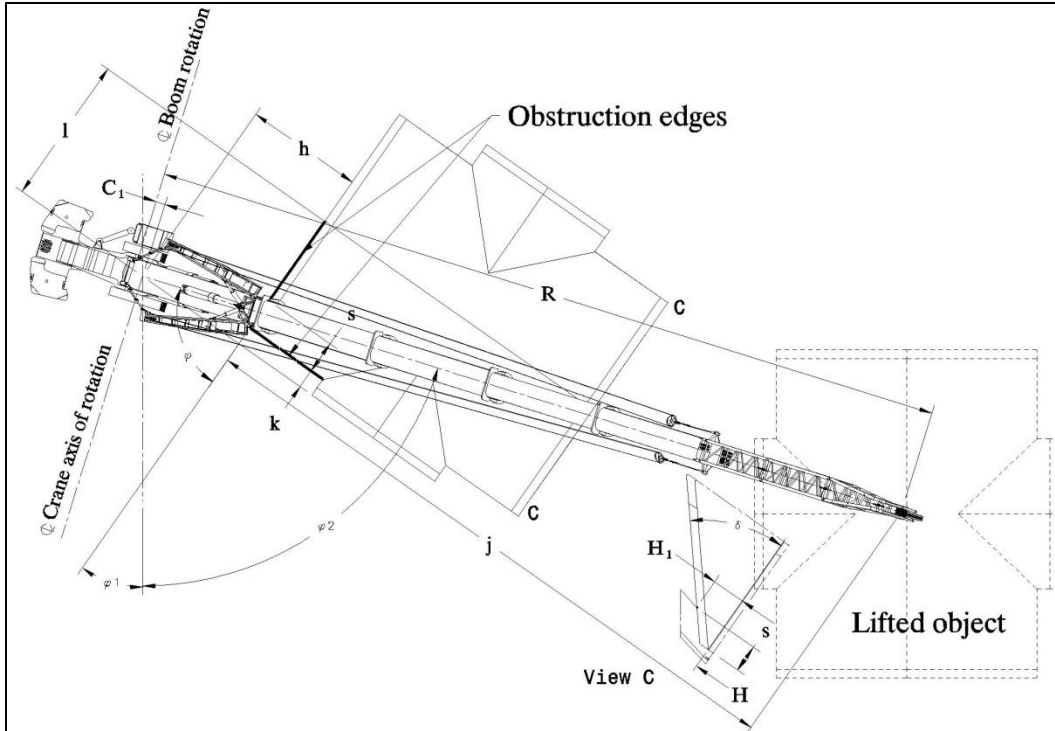 ℄ Boom rotation
l
h
Obstruction edges
C₁
R
C
s
φ
k
℄ Crane axis of rotation
C
φ2
j
δ
H₁
φ1
s
Lifted object
View C
H